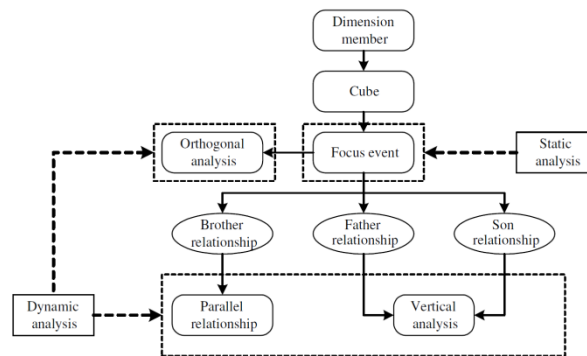 Dimension
member
Cube
Orthogonal
analysis
Focus event
Static
analysis
Brother
relationship
Father
relationship
Son
relationship
Dynamic
analysis
Parallel
relationship
Vertical
analysis